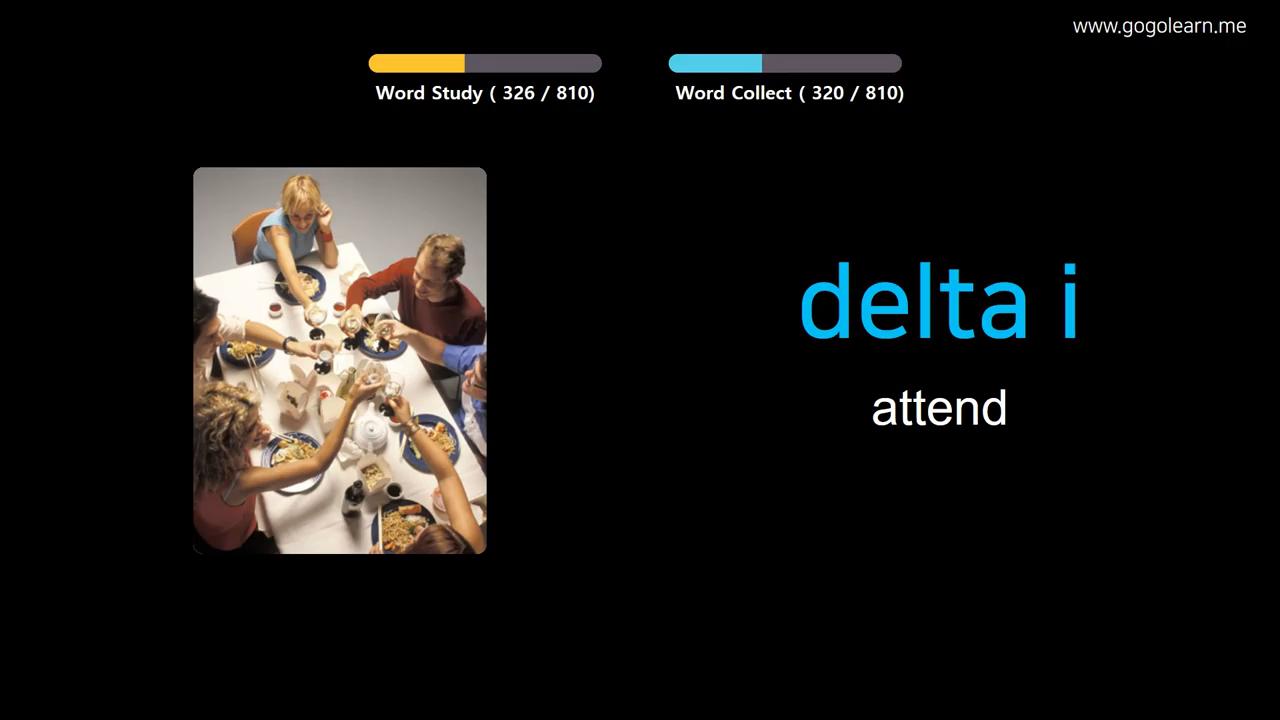 www.gogolearn.me
Word Study ( 326 / 810)
Word Collect ( 320 / 810)
delta i
attend